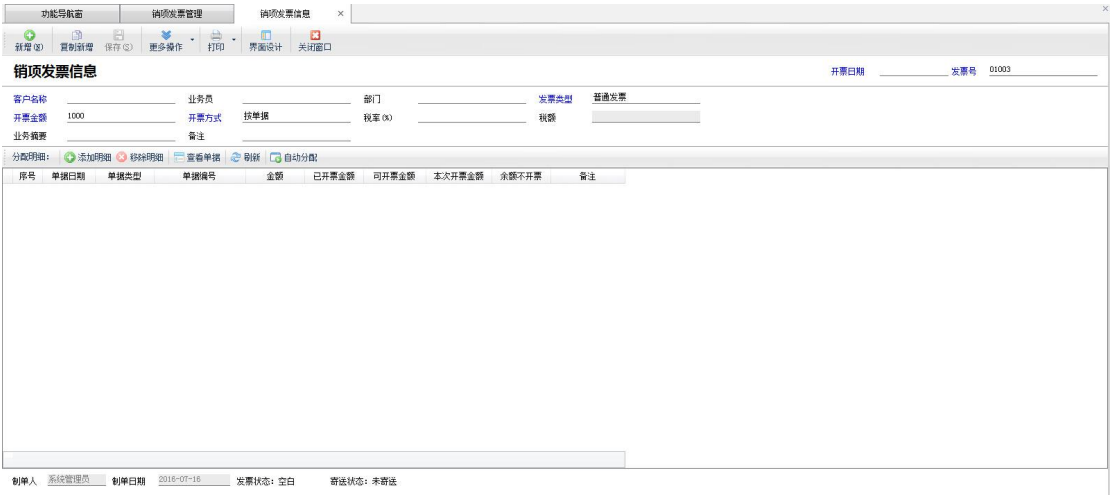 功能导航窗 销项发票管理 销项发票信息 ×
新增(N) 复制新增 保存(S) 更多操作 打印 界面设计 关闭窗口
销项发票信息 开票日期 发票号 01003
客户名称 业务员 部门 发票类型 普通发票
开票金额 1000 开票方式 按单据 税率(%) 税额
业务摘要 备注
分配明细: 添加明细 移除明细 查看单据 刷新 自动分配
序号 单据日期 单据类型 单据编号 金额 已开票金额 可开票金额 本次开票金额 余额不开票 备注
制单人 系统管理员 制单日期 2016-07-16 发票状态:空白 寄送状态:未寄送